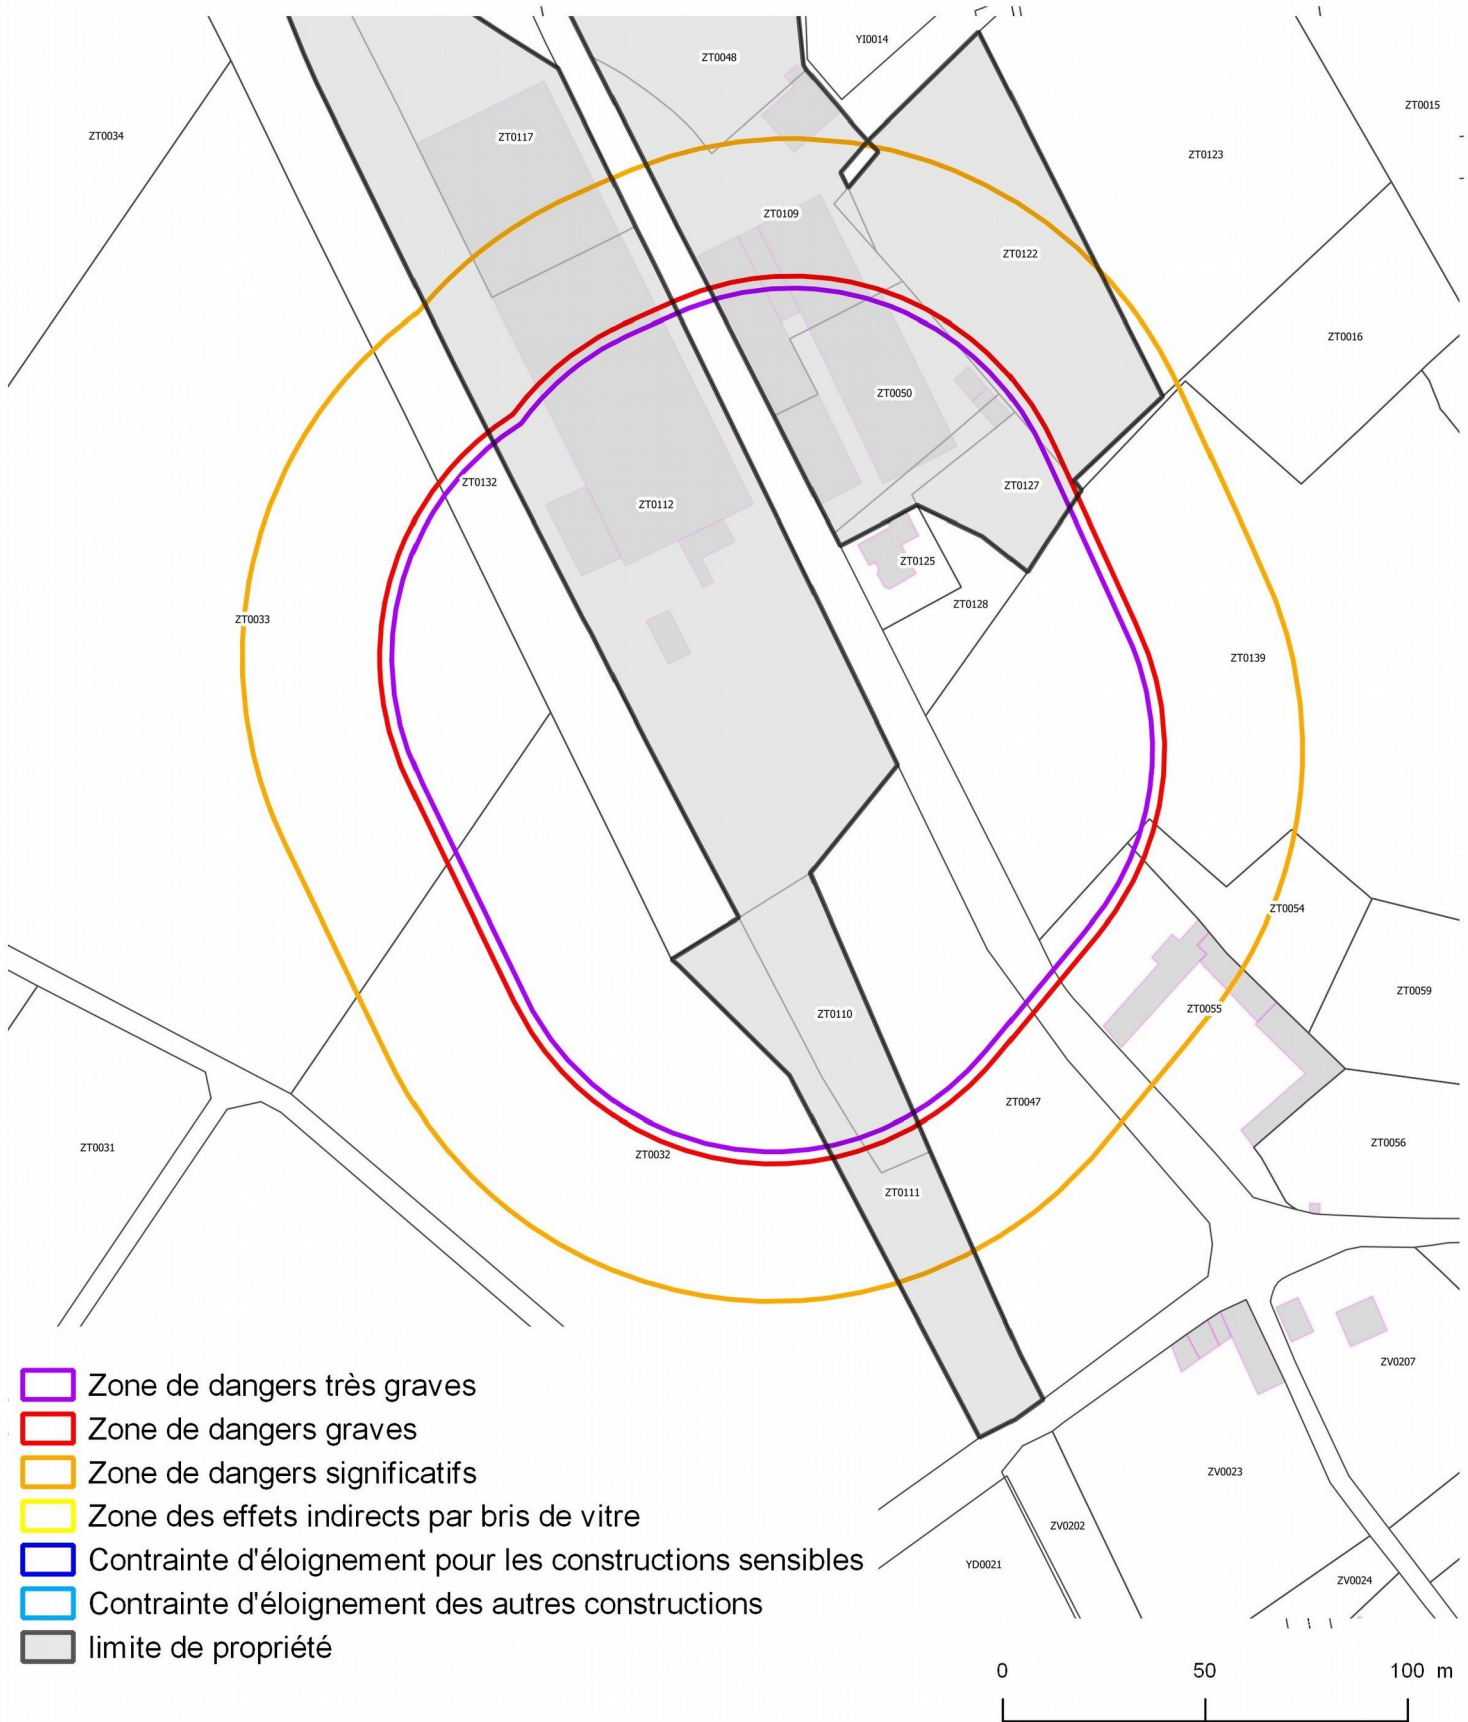 YI0014
ZT0048
ZT0015
ZT0034
ZT0117
ZT0123
ZT0109
ZT0122
ZT0016
ZT0050
ZT0132
ZT0112
ZT0127
ZT0125
ZT0128
ZT0033
ZT0139
ZT0054
ZT0059
ZT0055
ZT0110
ZT0047
ZT0031
ZT0032
ZT0056
ZT0111
ZV0207
ZV0023
ZV0202
YD0021
ZV0024
Zone de dangers très graves
Zone de dangers graves
Zone de dangers significatifs
Zone des effets indirects par bris de vitre
Contrainte d'éloignement pour les constructions sensibles
Contrainte d'éloignement des autres constructions
limite de propriété
0 50 100 m